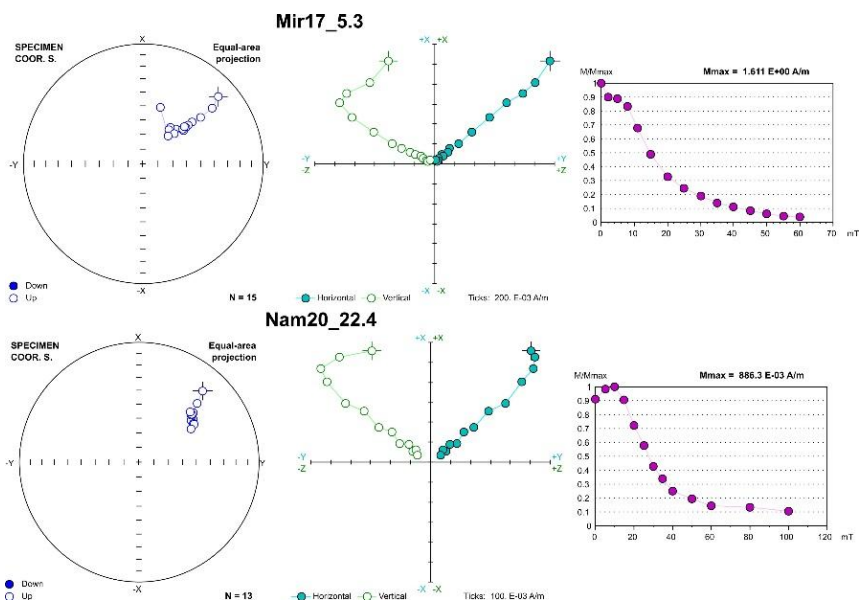 Mir17_5.3
SPECIMEN
COOR. S.
Equal-area
projection
X
-Y
Y
-X
Down
Up
N = 15
+X +X
-Y
-Z
+Y
+Z
-X -X
Horizontal Vertical
Ticks: 200. E-03 A/m
M/Mmax
Mmax = 1.611 E+00 A/m
1
0.9
0.8
0.7
0.6
0.5
0.4
0.3
0.2
0.1
0
0 10 20 30 40 50 60 70 mT
Nam20_22.4
SPECIMEN
COOR. S.
Equal-area
projection
X
-Y
Y
-X
Down
Up
N = 13
+X +X
-Y
-Z
+Y
+Z
-X -X
Horizontal Vertical
Ticks: 100. E-03 A/m
M/Mmax
Mmax = 886.3 E-03 A/m
1
0.9
0.8
0.7
0.6
0.5
0.4
0.3
0.2
0.1
0
0 20 40 60 80 100 120 mT